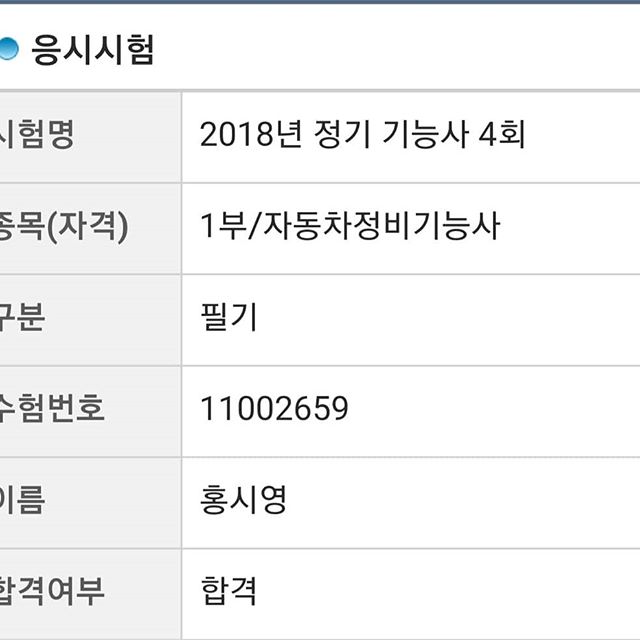 응시시험
시험명 2018년 정기 기능사 4회
종목(자격) 1부/자동차정비기능사
구분 필기
수험번호 11002659
이름 홍시영
합격여부 합격